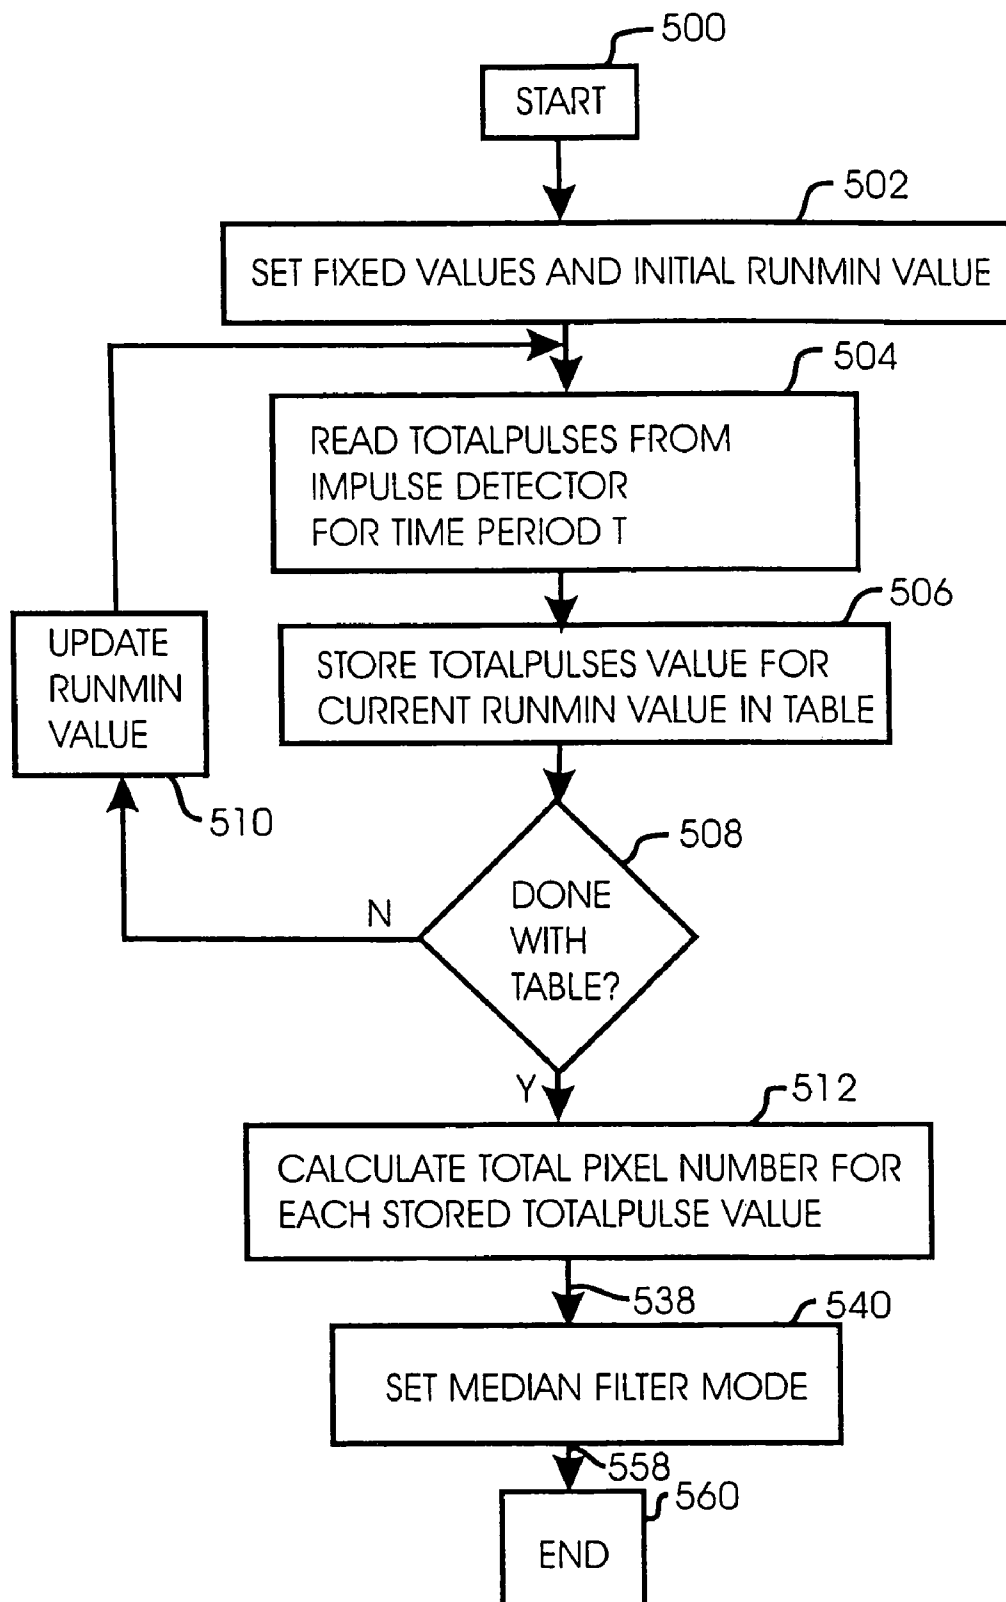 500
START
502
SET FIXED VALUES AND INITIAL RUNMIN VALUE
504
READ TOTALPULSES FROM
IMPULSE DETECTOR
FOR TIME PERIOD T
506
STORE TOTALPULSES VALUE FOR
CURRENT RUNMIN VALUE IN TABLE
UPDATE
RUNMIN
VALUE
510
508
DONE
WITH
TABLE?
N
Y
512
CALCULATE TOTAL PIXEL NUMBER FOR
EACH STORED TOTALPULSE VALUE
538
540
SET MEDIAN FILTER MODE
558
560
END